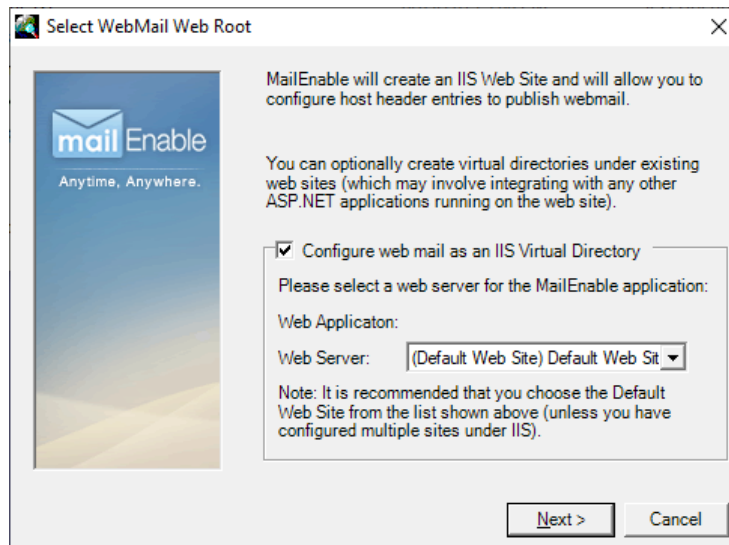 Select WebMail Web Root
mail Enable
Anytime, Anywhere.
MailEnable will create an IIS Web Site and will allow you to
configure host header entries to publish webmail.
You can optionally create virtual directories under existing
web sites (which may involve integrating with any other
ASP.NET applications running on the web site).
Configure web mail as an IIS Virtual Directory
Please select a web server for the MailEnable application:
Web Applicaton:
Web Server: (Default Web Site) Default Web Sit
Note: It is recommended that you choose the Default
Web Site from the list shown above (unless you have
configured multiple sites under IIS).
Next > Cancel